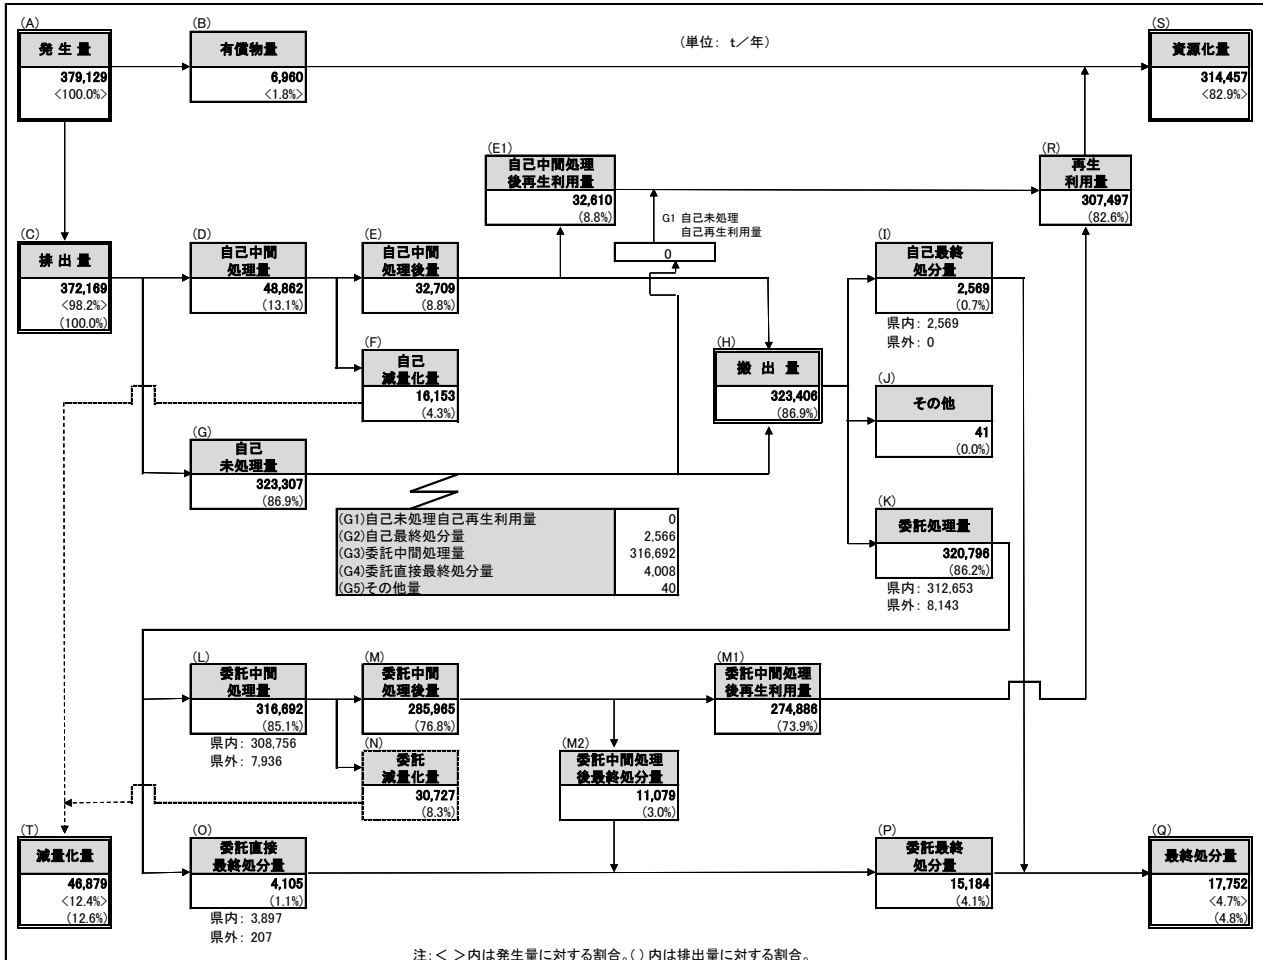 (A)
発 生 量
379,129
<100.0%>
(B)
有償物量
6,960
<1.8%>
(単位: t/年)
(S)
資源化量
314,457
<82.9%>
(E1)
自己中間処理
後再生利用量
32,610
(8.8%)
(R)
再生
利用量
307,497
(82.6%)
G1 自己未処理
自己再生利用量
0
(C)
排 出 量
372,169
<98.2%>
(100.0%)
(D)
自己中間
処理量
48,862
(13.1%)
(E)
自己中間
処理後量
32,709
(8.8%)
(I)
自己最終
処分量
2,569
(0.7%)
県内: 2,569
県外: 0
(F)
自己
減量化量
16,153
(4.3%)
(H)
搬 出 量
323,406
(86.9%)
(J)
その他
41
(0.0%)
(G)
自己
未処理量
323,307
(86.9%)
(G1)自己未処理自己再生利用量 0
(G2)自己最終処分量 2,566
(G3)委託中間処理量 316,692
(G4)委託直接最終処分量 4,008
(G5)その他量 40
(K)
委託処理量
320,796
(86.2%)
県内: 312,653
県外: 8,143
(L)
委託中間
処理量
316,692
(85.1%)
県内: 308,756
県外: 7,936
(M)
委託中間
処理後量
285,965
(76.8%)
(M1)
委託中間処理
後再生利用量
274,886
(73.9%)
(N)
委託
減量化量
30,727
(8.3%)
(M2)
委託中間処理
後最終処分量
11,079
(3.0%)
(T)
減量化量
46,879
<12.4%>
(12.6%)
(O)
委託直接
最終処分量
4,105
(1.1%)
県内: 3,897
県外: 207
(P)
委託最終
処分量
15,184
(4.1%)
(Q)
最終処分量
17,752
<4.7%>
(4.8%)
注:< >内は発生量に対する割合。( )内は排出量に対する割合。